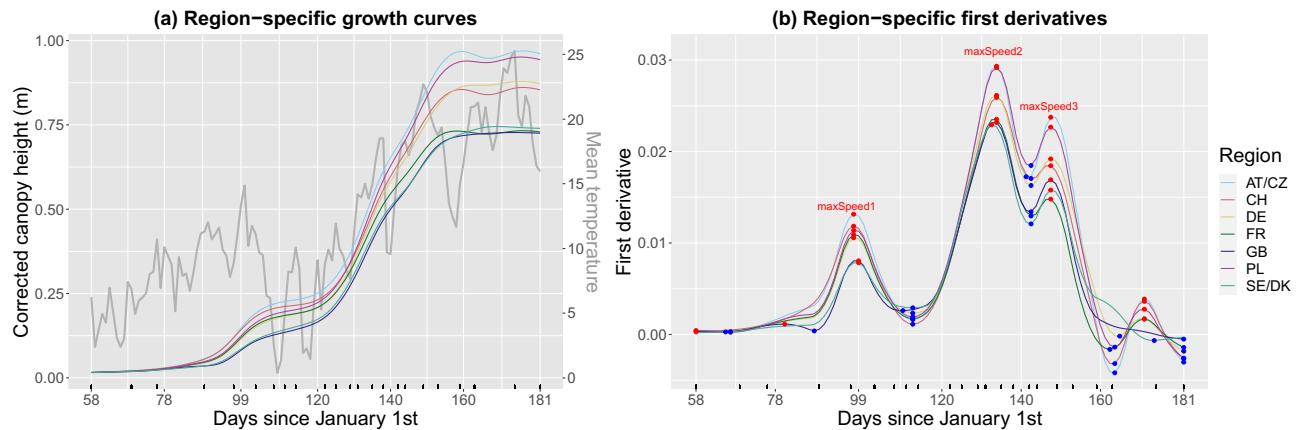 (a) Region−specific growth curves
1.00
0.75
0.50
0.25
0.00
Corrected canopy height (m)
25
20
15
10
5
0
Mean temperature
58 78 99 120 140 160 181
Days since January 1st
(b) Region−specific first derivatives
0.03
0.02
0.01
0.00
First derivative
maxSpeed1
maxSpeed2
maxSpeed3
58 78 99 120 140 160 181
Days since January 1st
Region
AT/CZ
CH
DE
FR
GB
PL
SE/DK